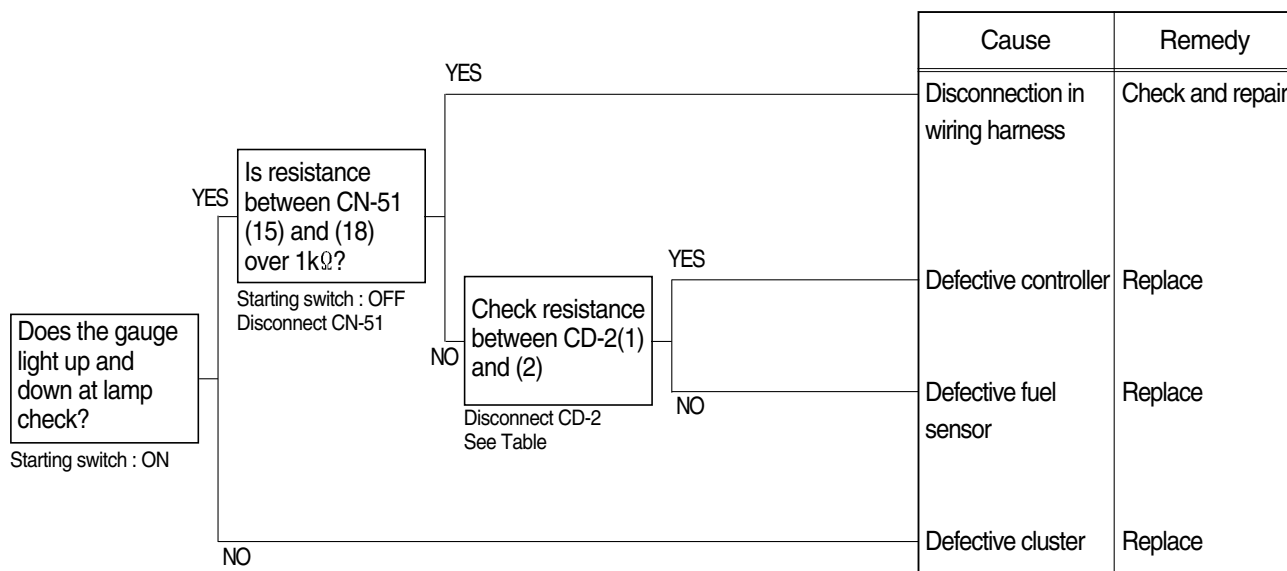 Cause
Remedy
YES
Disconnection in
wiring harness
Check and repair
YES
Is resistance
between CN-51
(15) and (18)
over 1kΩ?
Starting switch : OFF
Disconnect CN-51
YES
Defective controller
Replace
Does the gauge
light up and
down at lamp
check?
Starting switch : ON
NO
Check resistance
between CD-2(1)
and (2)
Disconnect CD-2
See Table
NO
Defective fuel
sensor
Replace
NO
Defective cluster
Replace